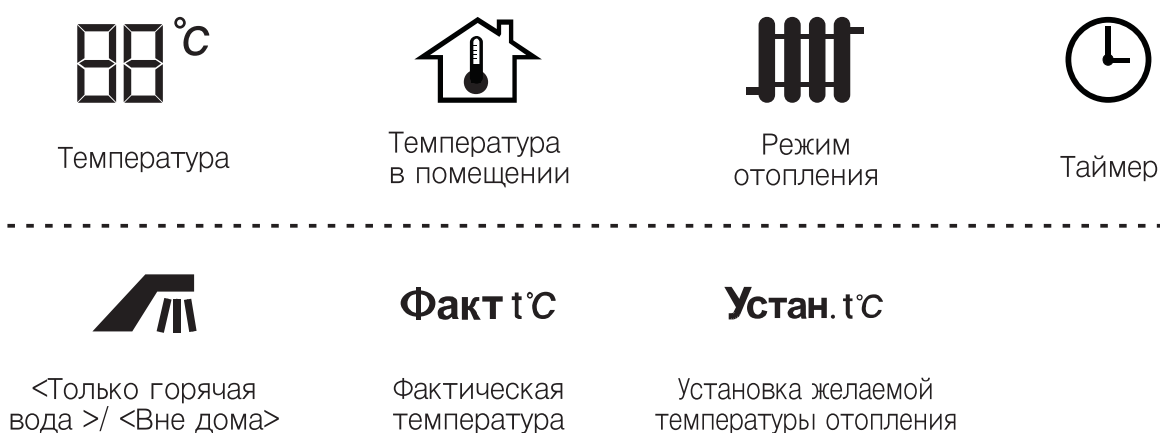 88°C
Температура
Температура
в помещении
Режим
отопления
Таймер
Факт t°C
Устан. t°C
<Только горячая
вода >/ <Вне дома>
Фактическая
температура
Установка желаемой
температуры отопления